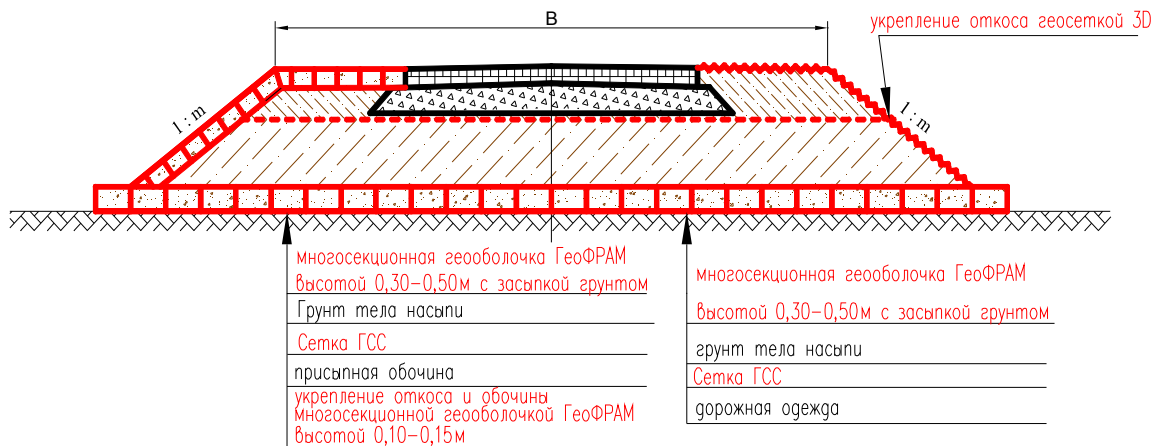 B
укрепление откоса геосеткой 3D
1:m
1:m
многосекционная геооболочка ГеоФРАМ
высотой 0,30-0,50м с засыпкой грунтом
Грунт тела насыпи
Сетка ГСС
присыпная обочина
укрепление откоса и обочины
многосекционной геооболочкой ГеоФРАМ
высотой 0,10-0,15м
многосекционная геооболочка ГеоФРАМ
высотой 0,30-0,50м с засыпкой грунтом
грунт тела насыпи
Сетка ГСС
дорожная одежда